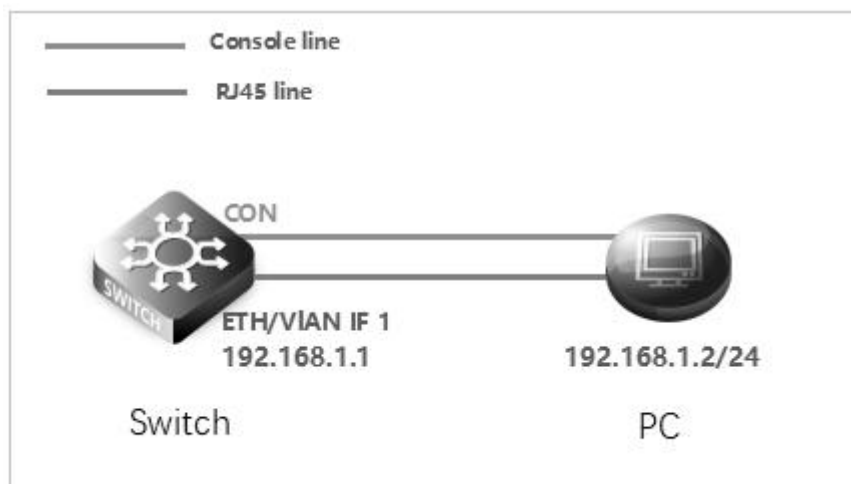 Console line
RJ45 line
CON
SWITCH
ETH/VlAN IF 1
192.168.1.1
192.168.1.2/24
Switch
PC